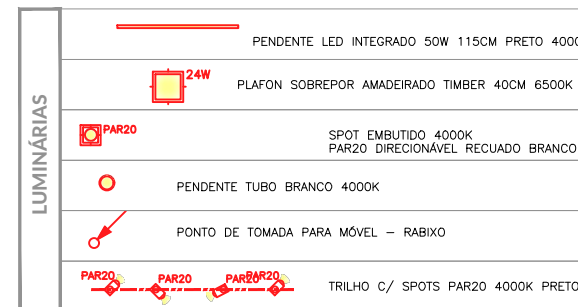 LUMINÁRIAS
PENDENTE LED INTEGRADO 50W 115CM PRETO 400
24W
PLAFON SOBREPOR AMADEIRADO TIMBER 40CM 6500K
PAR20
SPOT EMBUTIDO 4000K
PAR20 DIRECIONÁVEL RECUADO BRANCO
PENDENTE TUBO BRANCO 4000K
PONTO DE TOMADA PARA MÓVEL – RABIXO
PAR20 PAR20 PAR20 PAR20
TRILHO C/ SPOTS PAR20 4000K PRETO